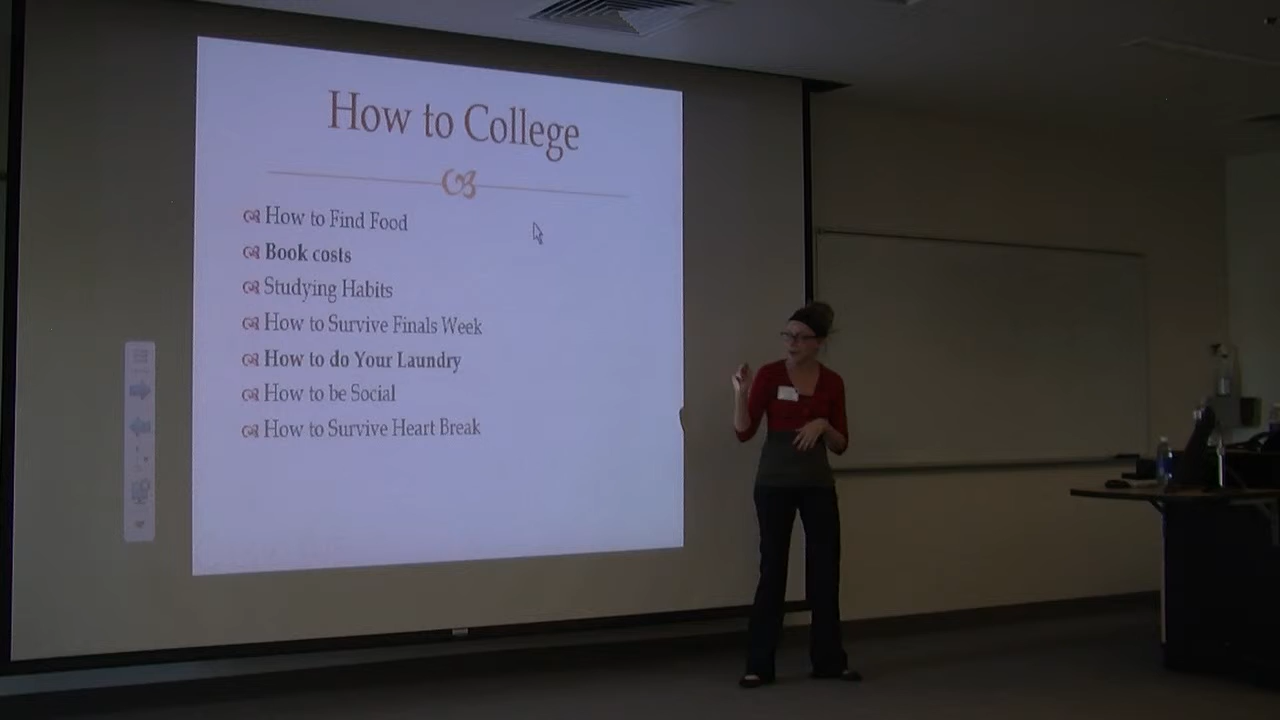 How to College
How to Find Food
Book costs
Studying Habits
How to Survive Finals Week
How to do Your Laundry
How to be Social
How to Survive Heart Break